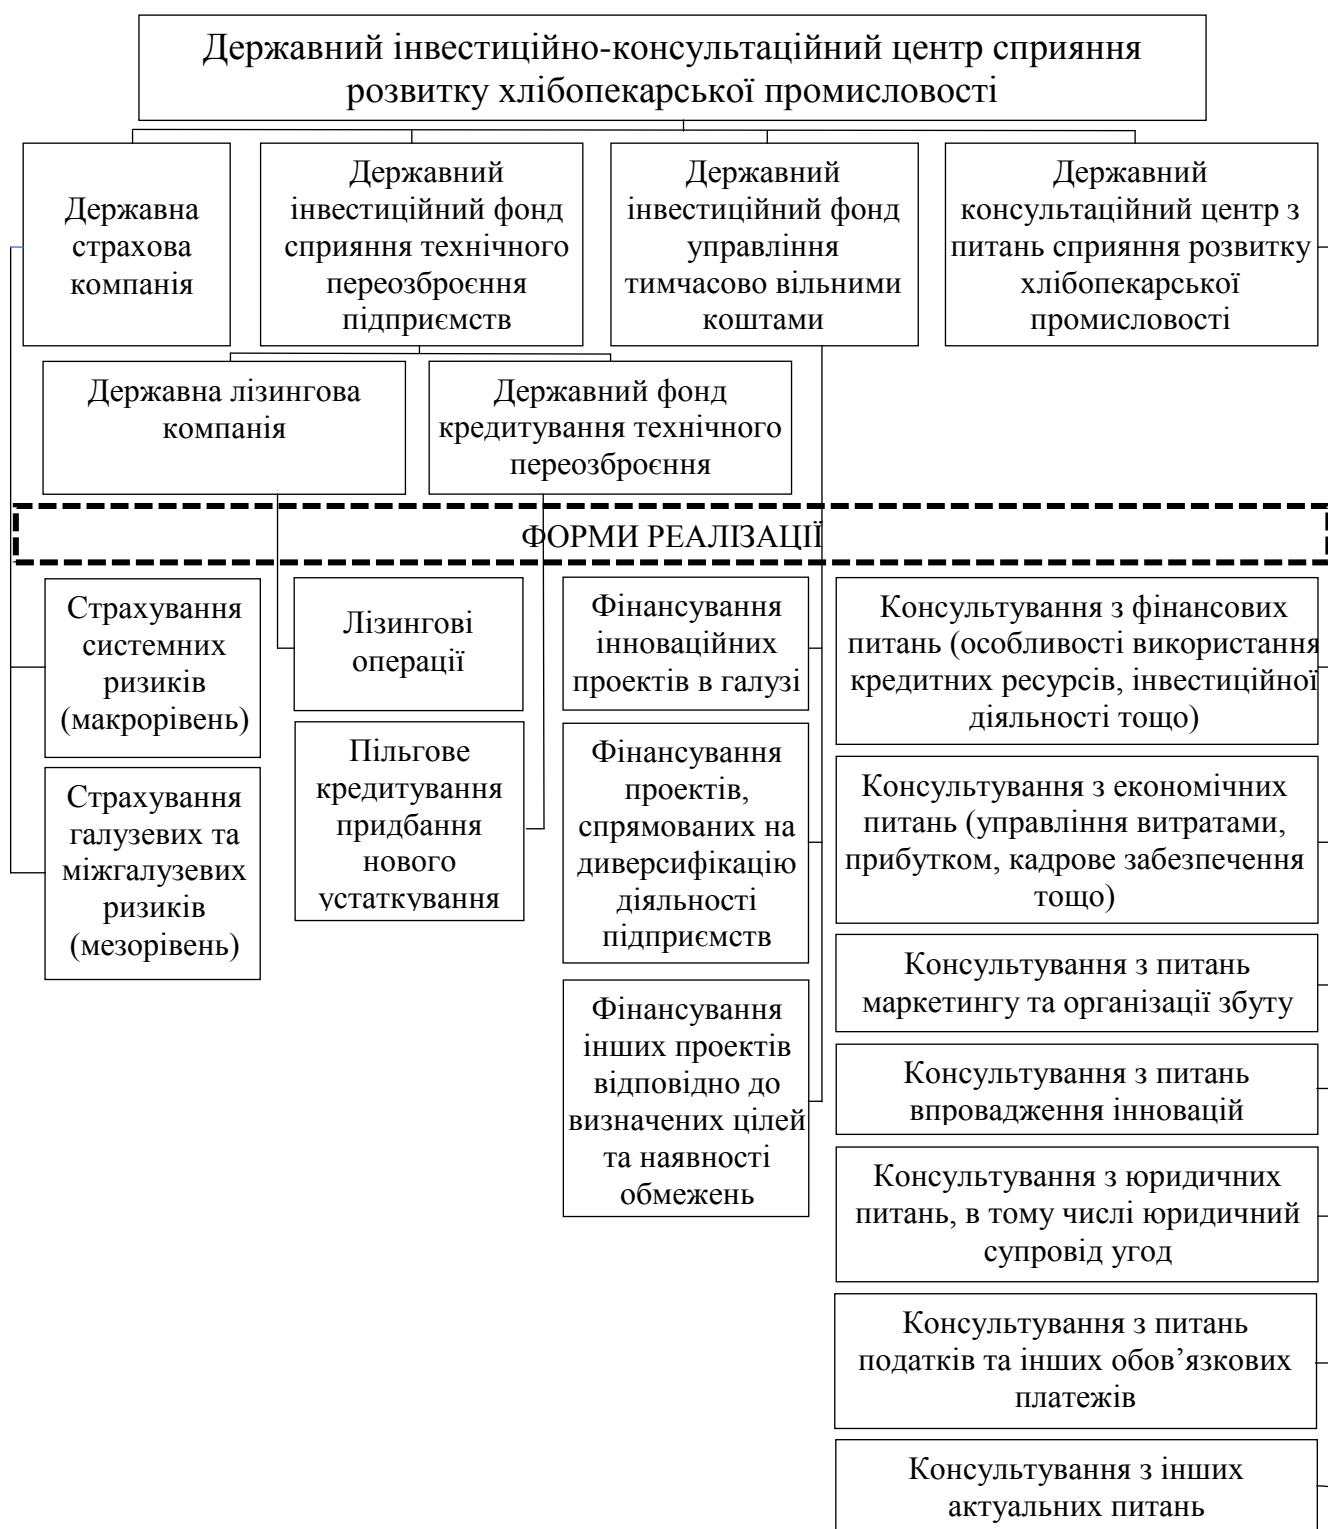 Державний інвестиційно-консультаційний центр сприяння
розвитку хлібопекарської промисловості
Державна
страхова
компанія
Державний
інвестиційний фонд
сприяння технічного
переозброєння
підприємств
Державний
інвестиційний фонд
управління
тимчасово вільними
коштами
Державний
консультаційний центр з
питань сприяння розвитку
хлібопекарської
промисловості
Державна лізингова
компанія
Державний фонд
кредитування технічного
переозброєння
ФОРМИ РЕАЛІЗАЦІЇ
Страхування
системних
ризиків
(макрорівень)
Страхування
галузевих та
міжгалузевих
ризиків
(мезорівень)
Лізингові
операції
Пільгове
кредитування
придбання
нового
устаткування
Фінансування
інноваційних
проектів в галузі
Фінансування
проектів,
спрямованих на
диверсифікацію
діяльності
підприємств
Фінансування
інших проектів
відповідно до
визначених цілей
та наявності
обмежень
Консультування з фінансових
питань (особливості використання
кредитних ресурсів, інвестиційної
діяльності тощо)
Консультування з економічних
питань (управління витратами,
прибутком, кадрове забезпечення
тощо)
Консультування з питань
маркетингу та організації збуту
Консультування з питань
впровадження інновацій
Консультування з юридичних
питань, в тому числі юридичний
супровід угод
Консультування з питань
податків та інших обов’язкових
платежів
Консультування з інших
актуальних питань